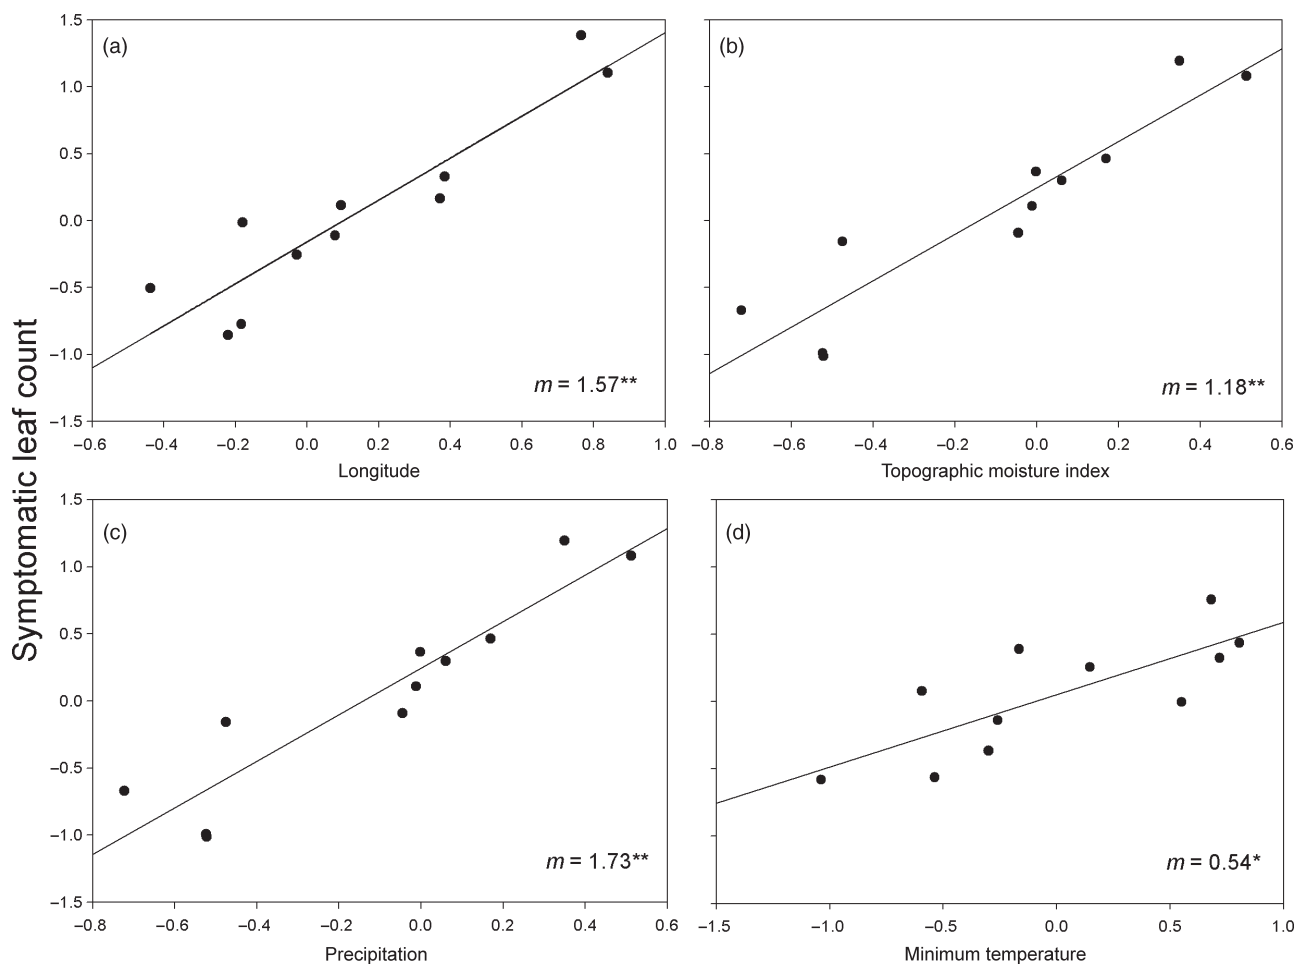 Symptomatic leaf count
(a)
1.5
1.0
0.5
0.0
−0.5
−1.0
−1.5
m = 1.57**
−0.6 −0.4 −0.2 0.0 0.2 0.4 0.6 0.8 1.0
Longitude
(b)
m = 1.18**
−0.8 −0.6 −0.4 −0.2 0.0 0.2 0.4 0.6
Topographic moisture index
(c)
1.5
1.0
0.5
0.0
−0.5
−1.0
−1.5
m = 1.73**
−0.8 −0.6 −0.4 −0.2 0.0 0.2 0.4 0.6
Precipitation
(d)
m = 0.54*
−1.5 −1.0 −0.5 0.0 0.5 1.0
Minimum temperature